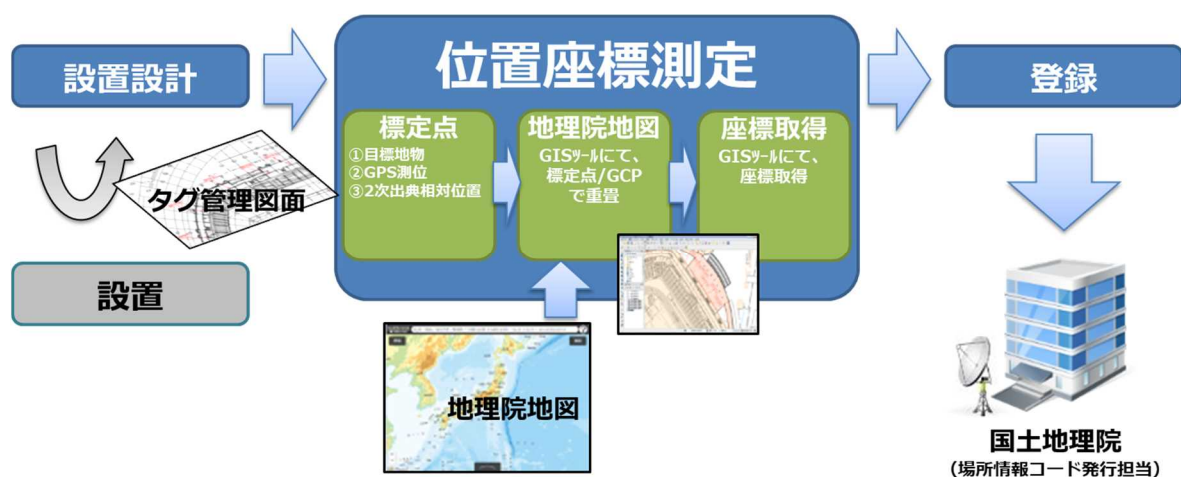 設置設計
タグ管理図面
設置
位置座標測定
標定点
①目標地物
②GPS測位
③2次出典相対位置
地理院地図
GISﾂｰﾙにて、
標定点/GCP
で重畳
座標取得
GISﾂｰﾙにて、
座標取得
地理院地図
登録
国土地理院
(場所情報コード発行担当)